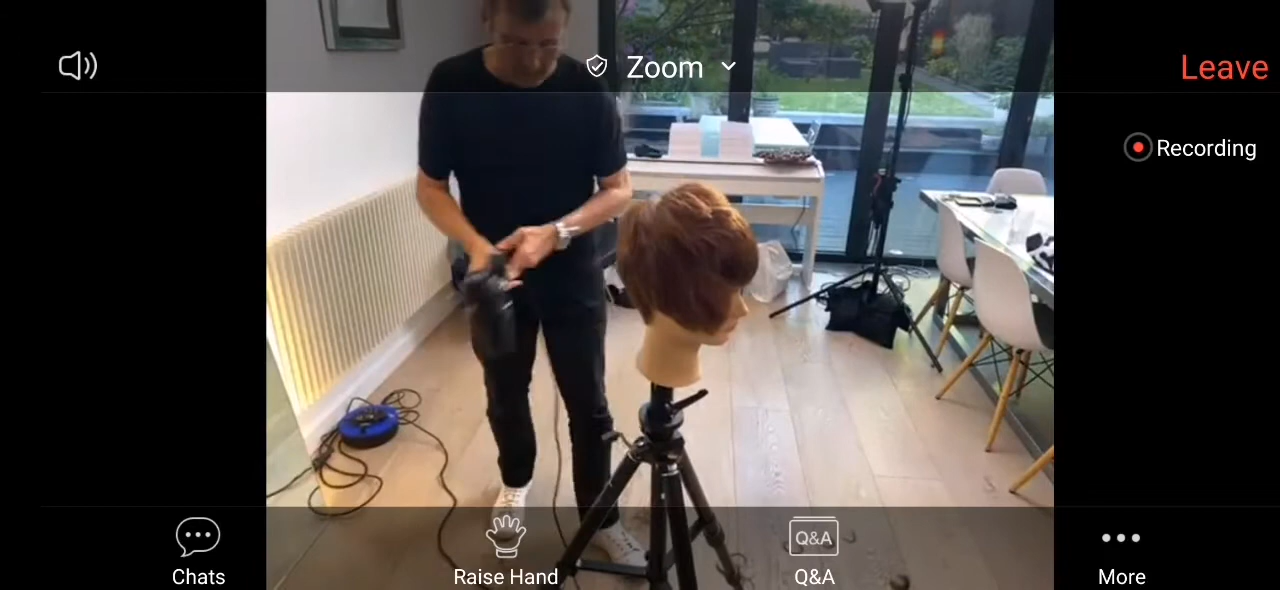 Zoom
Leave
Recording
Chats
Raise Hand
Q&A
Q&A
More